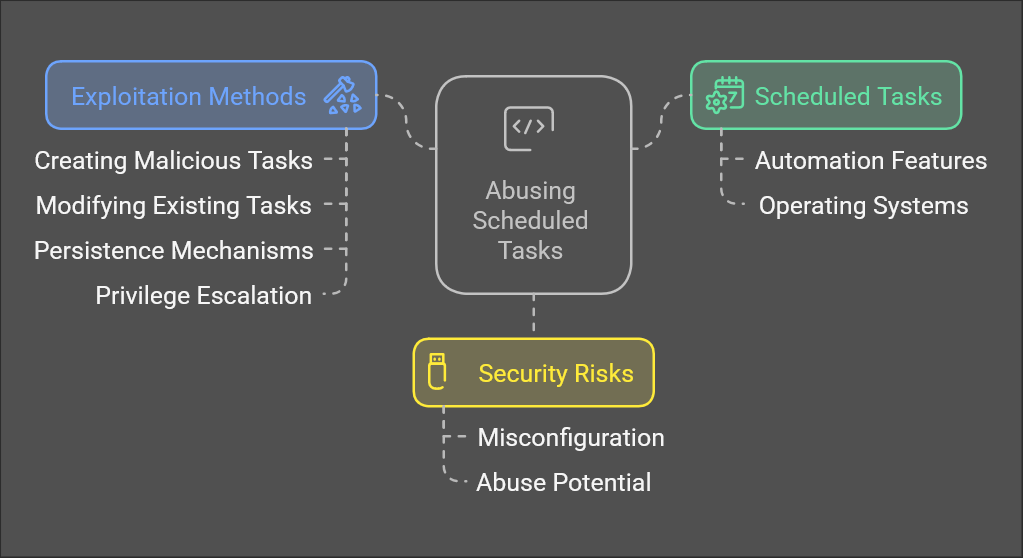 Exploitation Methods
Creating Malicious Tasks
Modifying Existing Tasks
Persistence Mechanisms
Privilege Escalation
Abusing
Scheduled
Tasks
7
Scheduled Tasks
Automation Features
Operating Systems
Security Risks
Misconfiguration
Abuse Potential